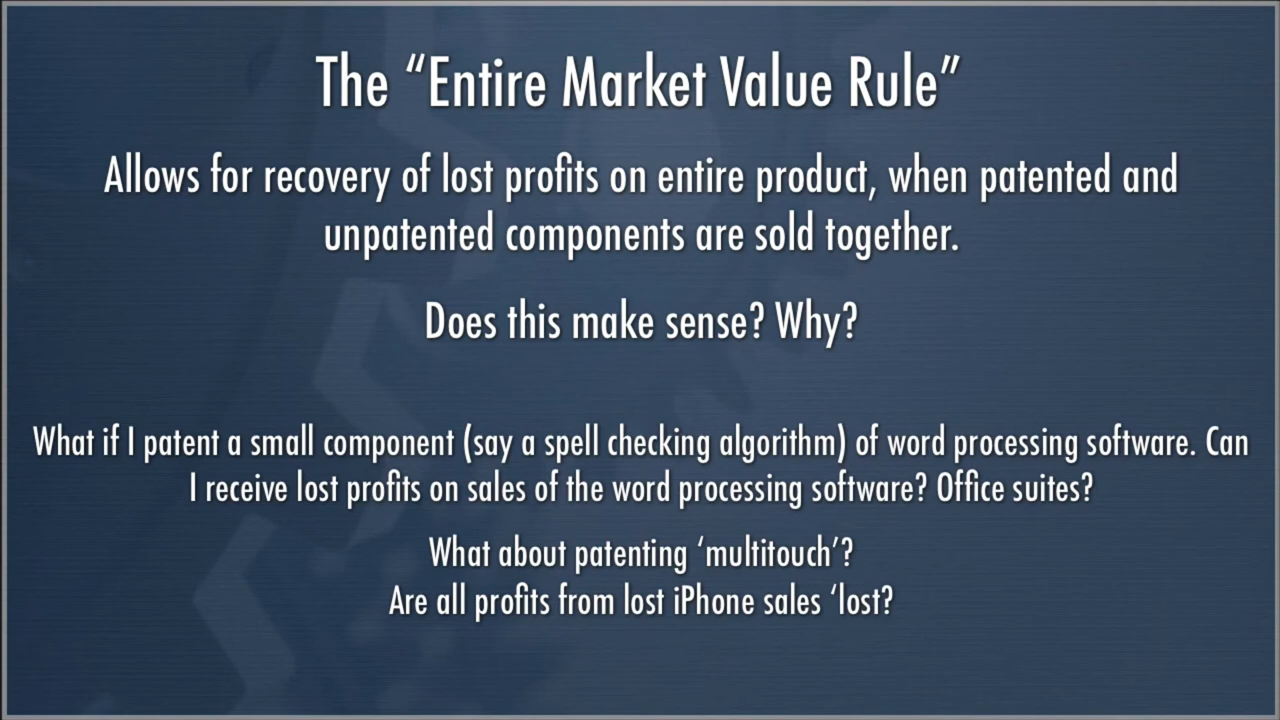 The “Entire Market Value Rule”
Allows for recovery of lost profits on entire product, when patented and
unpatented components are sold together.
Does this make sense? Why?
What if I patent a small component (say a spell checking algorithm) of word processing software. Can
I receive lost profits on sales of the word processing software? Office suites?
What about patenting ‘multitouch’?
Are all profits from lost iPhone sales ‘lost?